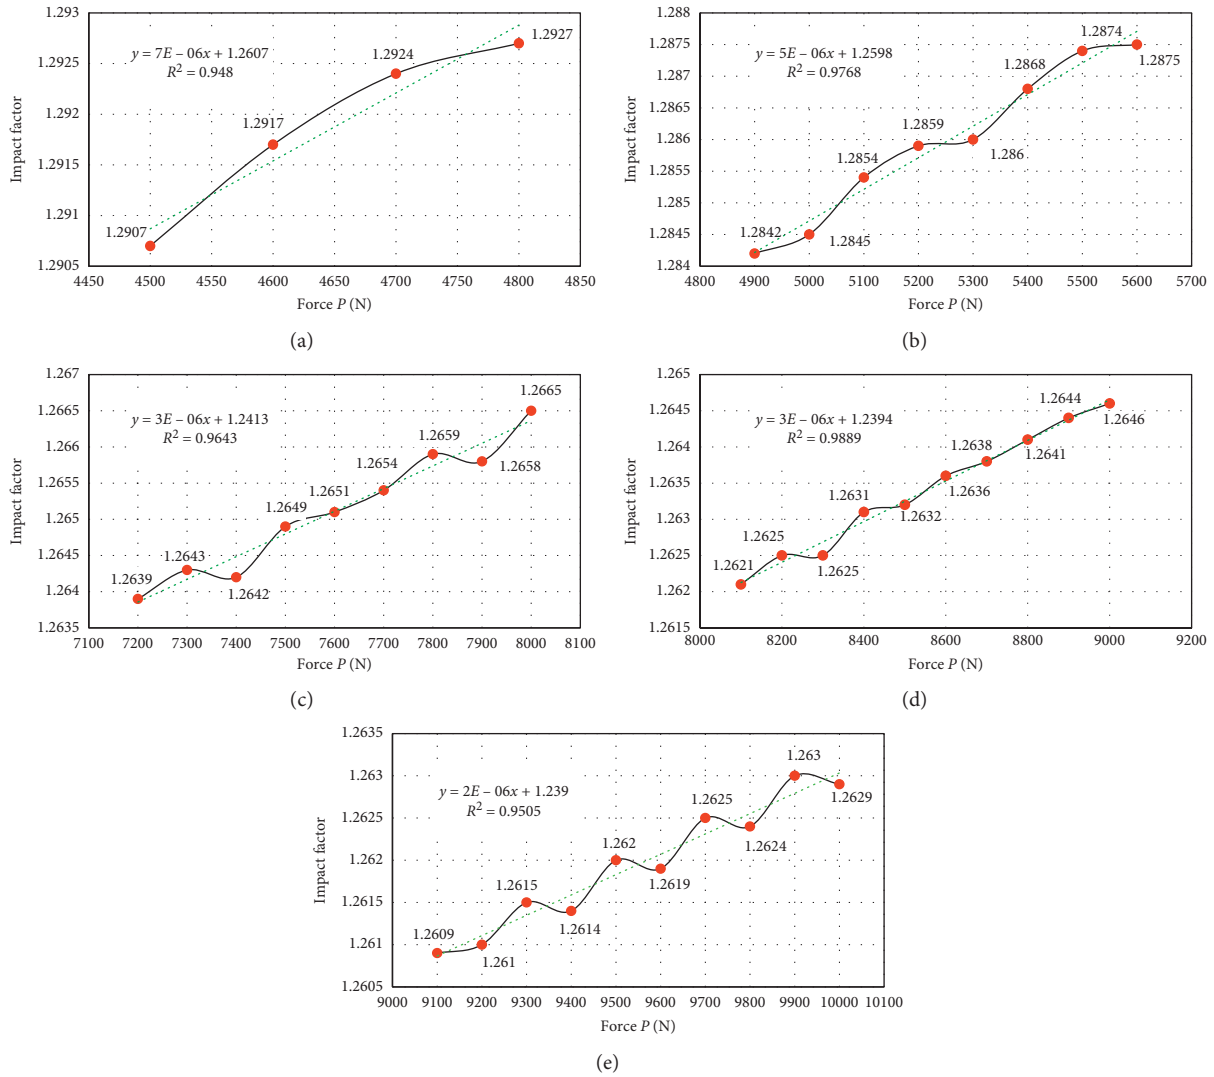 1.293
1.2925
1.292
1.2915
1.291
1.2905
Impact factor
y = 7E – 06x + 1.2607
R² = 0.948
1.2907
1.2917
1.2924
1.2927
4450 4500 4550 4600 4650 4700 4750 4800 4850
Force P (N)
(a)
1.288
1.2875
1.287
1.2865
1.286
1.2855
1.285
1.2845
1.284
Impact factor
y = 5E – 06x + 1.2598
R² = 0.9768
1.2842
1.2845
1.2854
1.2859
1.286
1.2868
1.2874
1.2875
4800 4900 5000 5100 5200 5300 5400 5500 5600 5700
Force P (N)
(b)
1.267
1.2665
1.266
1.2655
1.265
1.2645
1.264
1.2635
Impact factor
y = 3E – 06x + 1.2413
R² = 0.9643
1.2639
1.2643
1.2642
1.2649
1.2651
1.2654
1.2659
1.2658
1.2665
7100 7200 7300 7400 7500 7600 7700 7800 7900 8000 8100
Force P (N)
(c)
1.265
1.2645
1.264
1.2635
1.263
1.2625
1.262
1.2615
Impact factor
y = 3E – 06x + 1.2394
R² = 0.9889
1.2621
1.2625
1.2625
1.2631
1.2632
1.2636
1.2638
1.2641
1.2644
1.2646
8000 8200 8400 8600 8800 9000 9200
Force P (N)
(d)
1.2635
1.263
1.2625
1.262
1.2615
1.261
1.2605
Impact factor
y = 2E – 06x + 1.239
R² = 0.9505
1.2609
1.261
1.2615
1.2614
1.262
1.2619
1.2625
1.2624
1.263
1.2629
9000 9100 9200 9300 9400 9500 9600 9700 9800 9900 10000 10100
Force P (N)
(e)